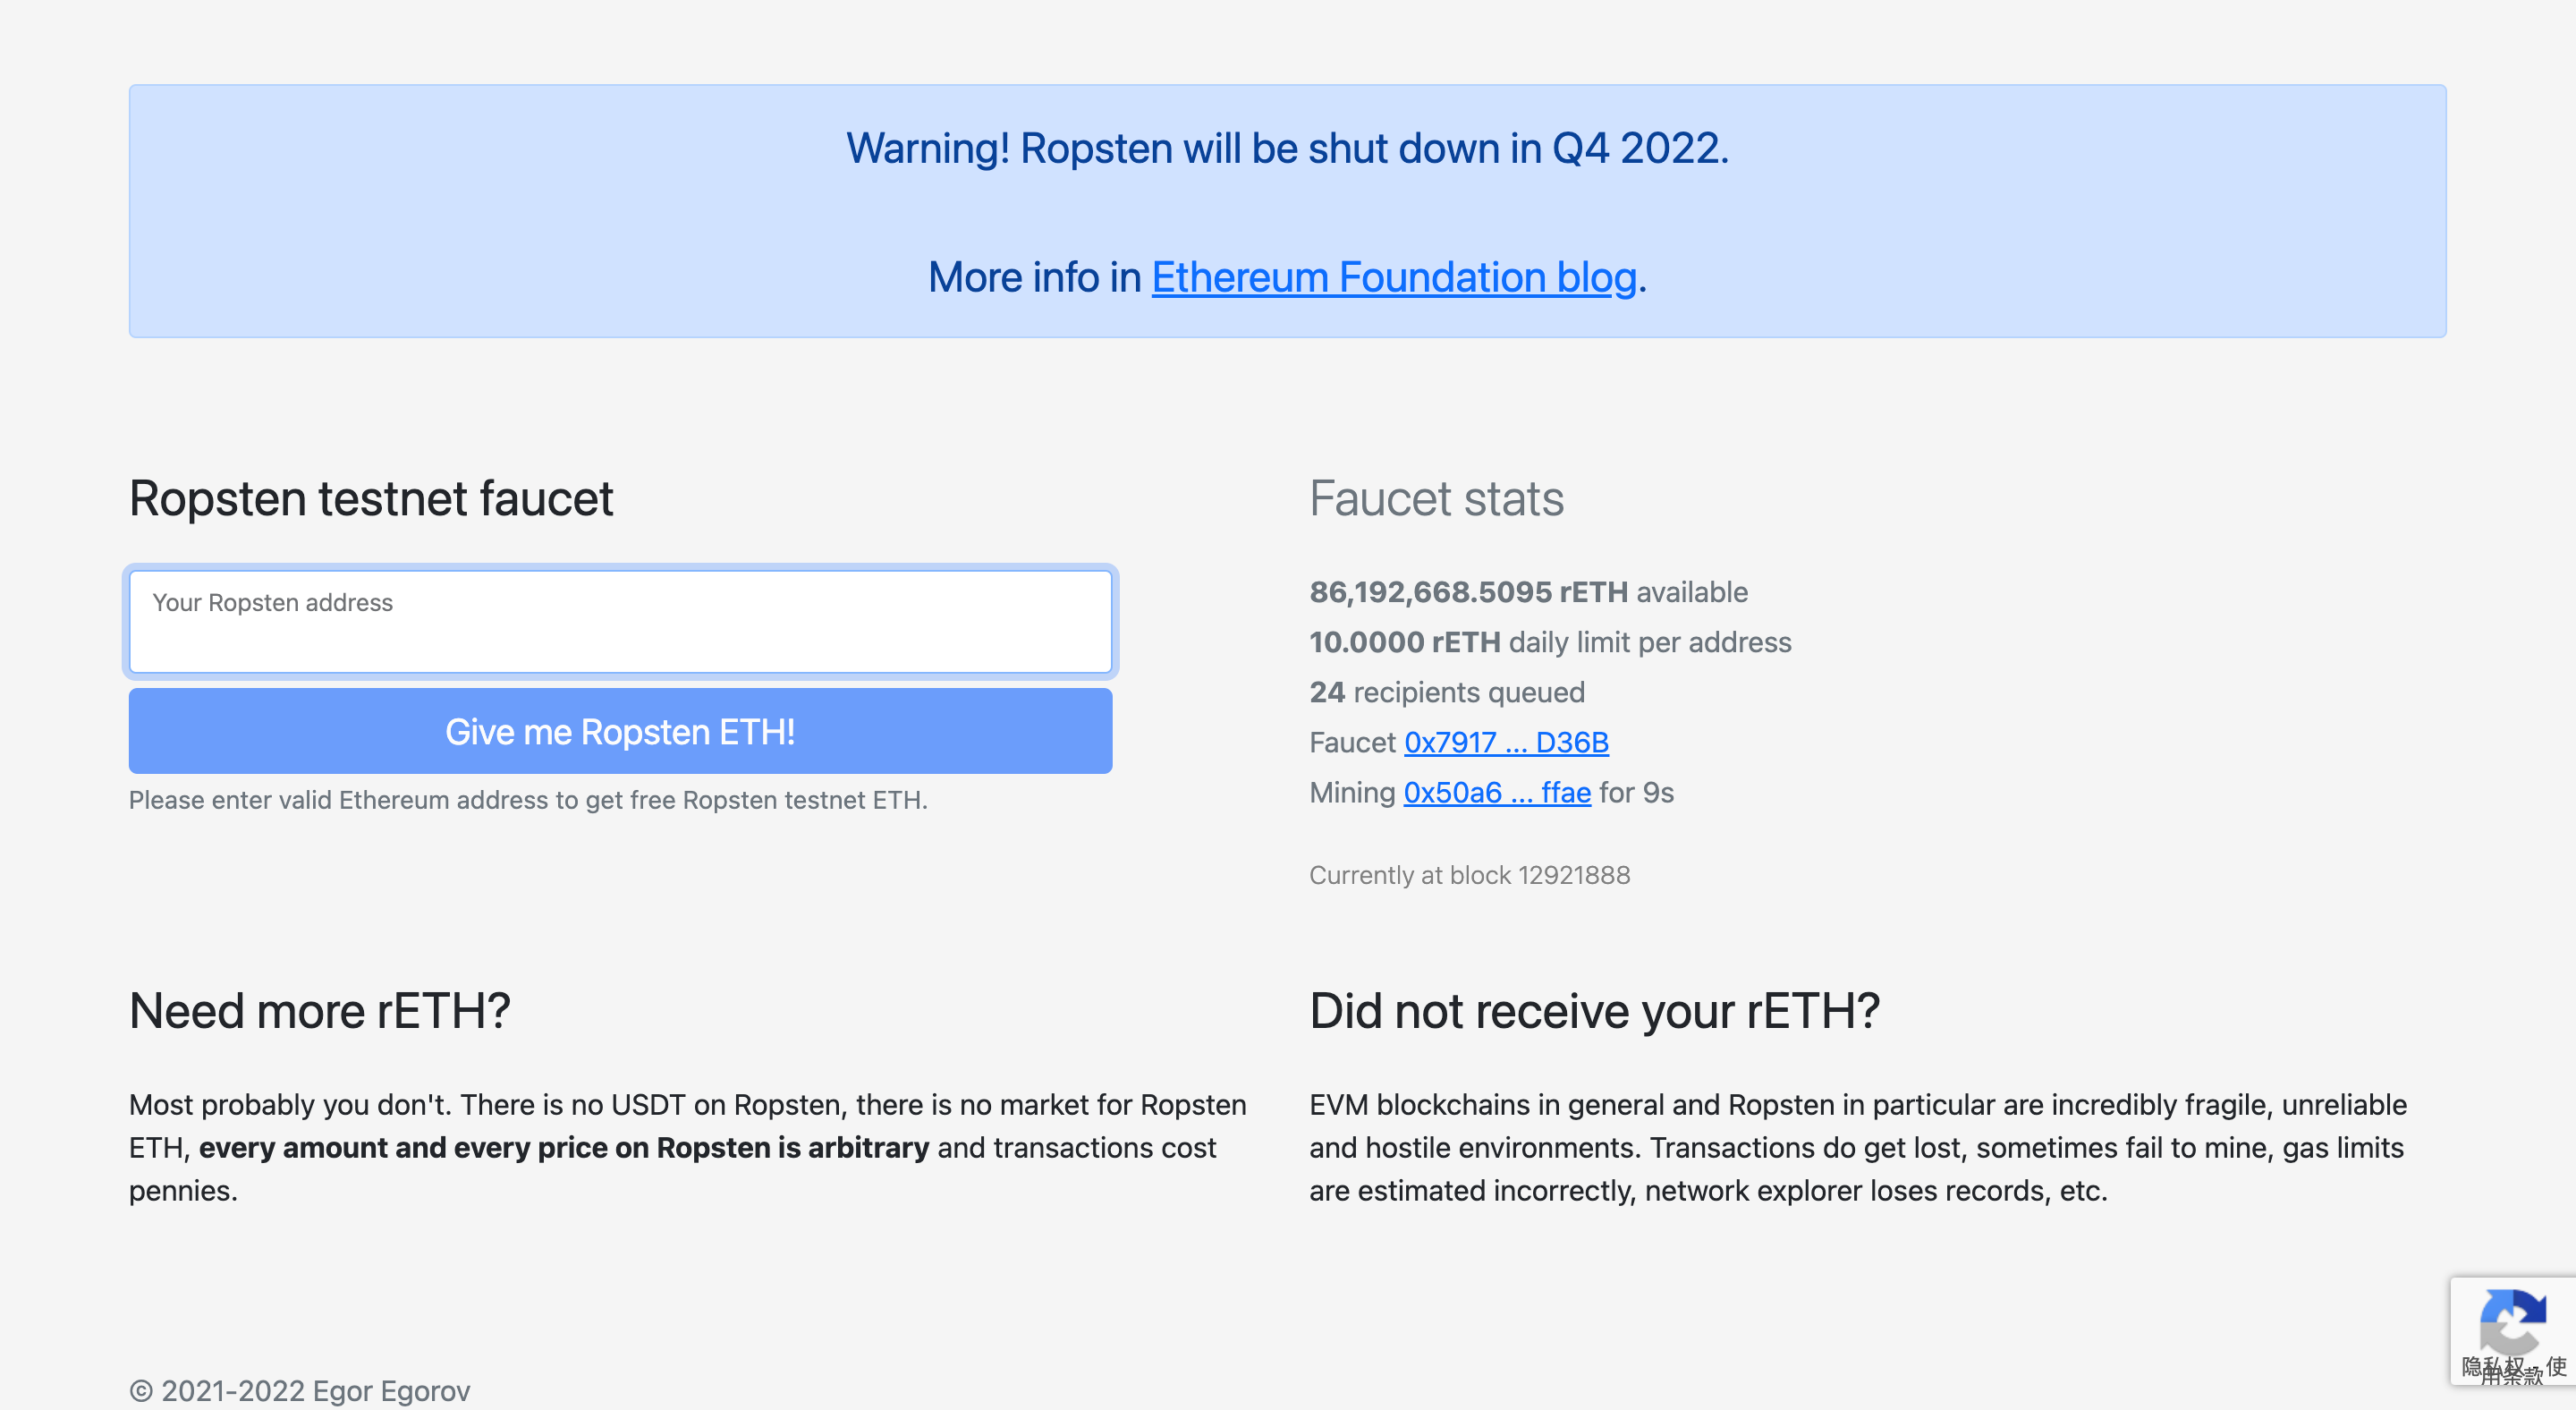 Warning! Ropsten will be shut down in Q4 2022.
More info in Ethereum Foundation blog.
Ropsten testnet faucet
Your Ropsten address
Give me Ropsten ETH!
Please enter valid Ethereum address to get free Ropsten testnet ETH.
Faucet stats
86,192,668.5095 rETH available
10.0000 rETH daily limit per address
24 recipients queued
Faucet 0x7917 ... D36B
Mining 0x50a6 ... ffae for 9s
Currently at block 12921888
Need more rETH?
Most probably you don't. There is no USDT on Ropsten, there is no market for Ropsten
ETH, every amount and every price on Ropsten is arbitrary and transactions cost
pennies.
Did not receive your rETH?
EVM blockchains in general and Ropsten in particular are incredibly fragile, unreliable
and hostile environments. Transactions do get lost, sometimes fail to mine, gas limits
are estimated incorrectly, network explorer loses records, etc.
隐私权 - 使
用条款
© 2021-2022 Egor Egorov